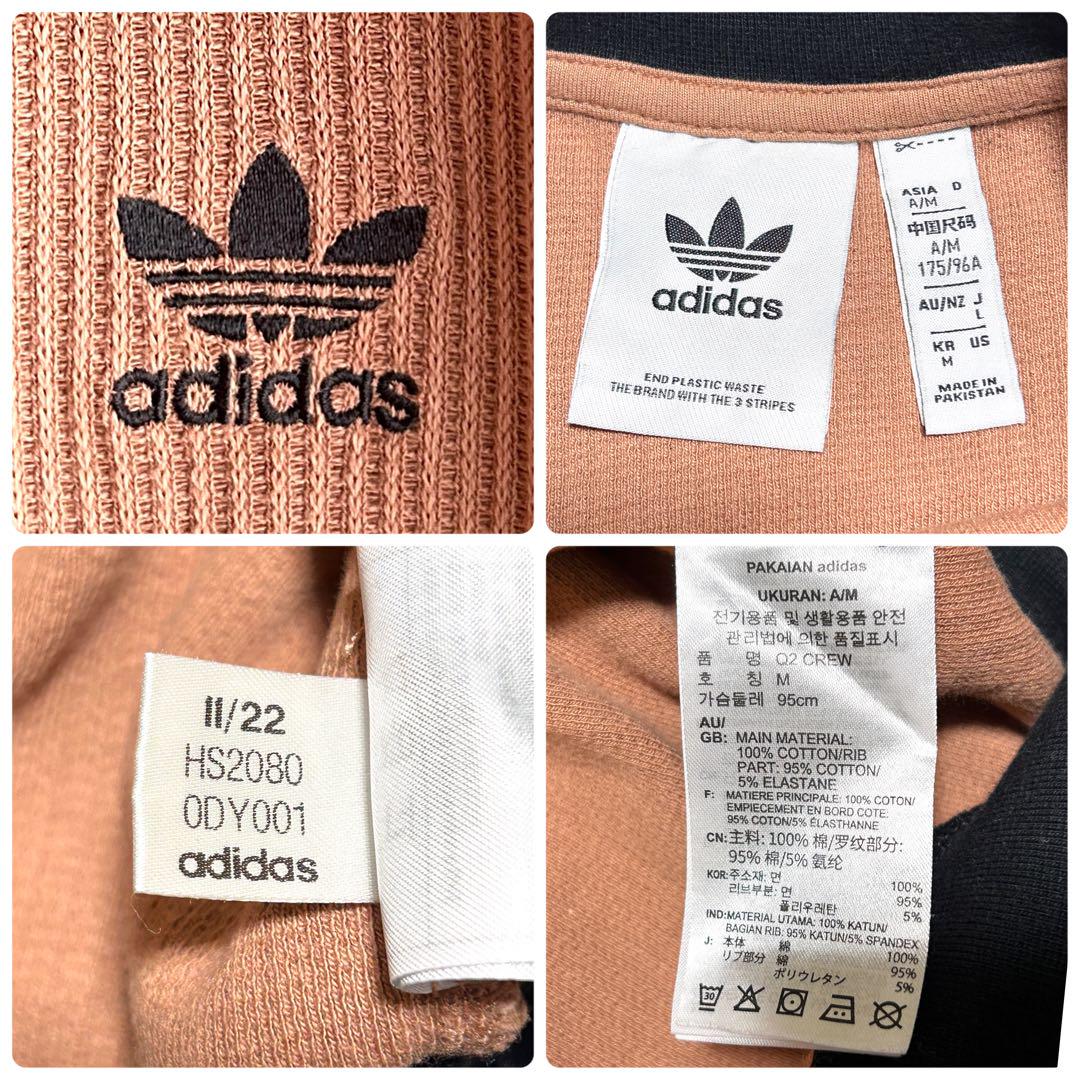 adidas
adidas
END PLASTIC WASTE
THE BRAND WITH THE 3 STRIPES
ASIA D
A/M
中国尺码
A/M
175/96A
AU/NZ J
L
KR US
M
MADE IN
PAKISTAN
11/22
HS2080
0DY001
adidas
PAKAIAN adidas
UKURAN: A/M
전기용품 및 생활용품 안전
관리법에 의한 품질표시
품 명 Q2 CREW
호 칭 M
가슴둘레 95cm
AU/
GB: MAIN MATERIAL:
100% COTTON/RIB
PART: 95% COTTON/
5% ELASTANE
F: MATIERE PRINCIPALE: 100% COTON/
EMPIECEMENT EN BORD COTE:
95% COTON/5% ÉLASTHANNE
CN: 主料: 100% 棉/罗纹部分:
95% 棉/5% 氨纶
KOR: 주소재: 면 100%
리브부분: 면 95%
폴리우레탄 5%
IND: MATERIAL UTAMA: 100% KATUN/
BAGIAN RIB: 95% KATUN/5% SPANDEX
J: 本体 綿 100%
リブ部分 綿 95%
ポリウレタン 5%
30